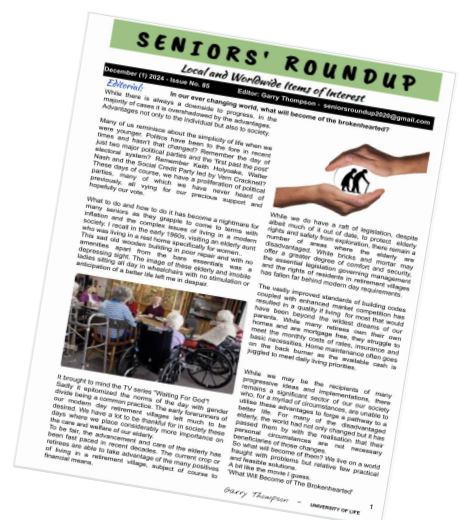 SENIORS' ROUNDUP
Local and Worldwide Items of Interest
December (1) 2024 - Issue No. 85
Editor: Garry Thompson - seniorsroundup2020@gmail.com
Editorial:
In our ever changing world, what will become of the brokenhearted?
While there is always a downside to progress, in the
majority of cases it is overshadowed by the advantages.
Advantages not only to the individual but also to society.
Many of us reminisce about the simplicity of life when we
were younger. Politics have been to the fore in recent
times and hasn't that changed? Remember the day of
just two major political parties and the 'first past the post'
electoral system? Remember Keith Holyoake, Walter
Nash and the Social Credit Party led by Vern Cracknell?
These days of course, we have a proliferation of political
parties, many of which we have never heard of
previously, all vying for our precious support and
hopefully our vote.
What to do and how to do it has become a nightmare for
many seniors as they grapple to come to terms with
inflation and the complex issues of living in a modern
society. I recall in the early 1960s, visiting an elderly aunt
who was living in a rest home specifically for women.
This sad old wooden building in poor repair and with no
amenities apart from the bare essentials was a
depressing sight. The image of these elderly and invalid
ladies sitting all day in wheelchairs with no stimulation or
anticipation of a better life left me in despair.
It brought to mind the TV series "Waiting For God"!
Sadly it epitomized the norms of the day with gender
divide being a common practice. The early forerunners of
our modern day retirement villages left much to be
desired. We have a lot to be thankful for in society these
days where we place considerably more importance on
the care and welfare of our elderly.
To be fair, the advancement and care of the elderly has
been fast paced in recent decades. The current crop of
retirees are able to take advantage of the many positives
of living in a retirement village, subject of course to
financial means.
While we do have a raft of legislation, despite
albeit much of it out of date, to protect elderly
rights and safety from exploration, there remain a
number of areas where the elderly are
disadvantaged. While bricks and mortar may
offer a greater degree of comfort and security,
the essential legislation governing management
and the rights of residents in retirement villages
has fallen far behind modern day requirements.
The vastly improved standards of building codes
coupled with enhanced market competition has
resulted in a quality if living for most that would
have been beyond the wildest dreams of our
parents. While many retirees own their own
homes and are mortgage free, they struggle to
meet the monthly costs of rates, insurance and
basic necessities. Home maintenance often goes
on the back burner as the available cash is
juggled to meet daily living priorities.
While we may be the recipients of many
progressive ideas and implementations, there
remains a significant sector of our our society
who, for a myriad of circumstances, are unable to
utilise these advantages to forge a pathway to a
better life. For many of the disadvantaged
elderly, the world had not only changed but it has
passed them by with the realisation that their
personal circumstances are not necessary
beneficiaries of those changes.
So what will become of them? We live on a world
fraught with problems but relative few practical
and feasible solutions.
A bit like the movie I guess.
'What Will Become of The Brokenhearted'
Garry Thompson - UNIVERSITY OF LIFE
1